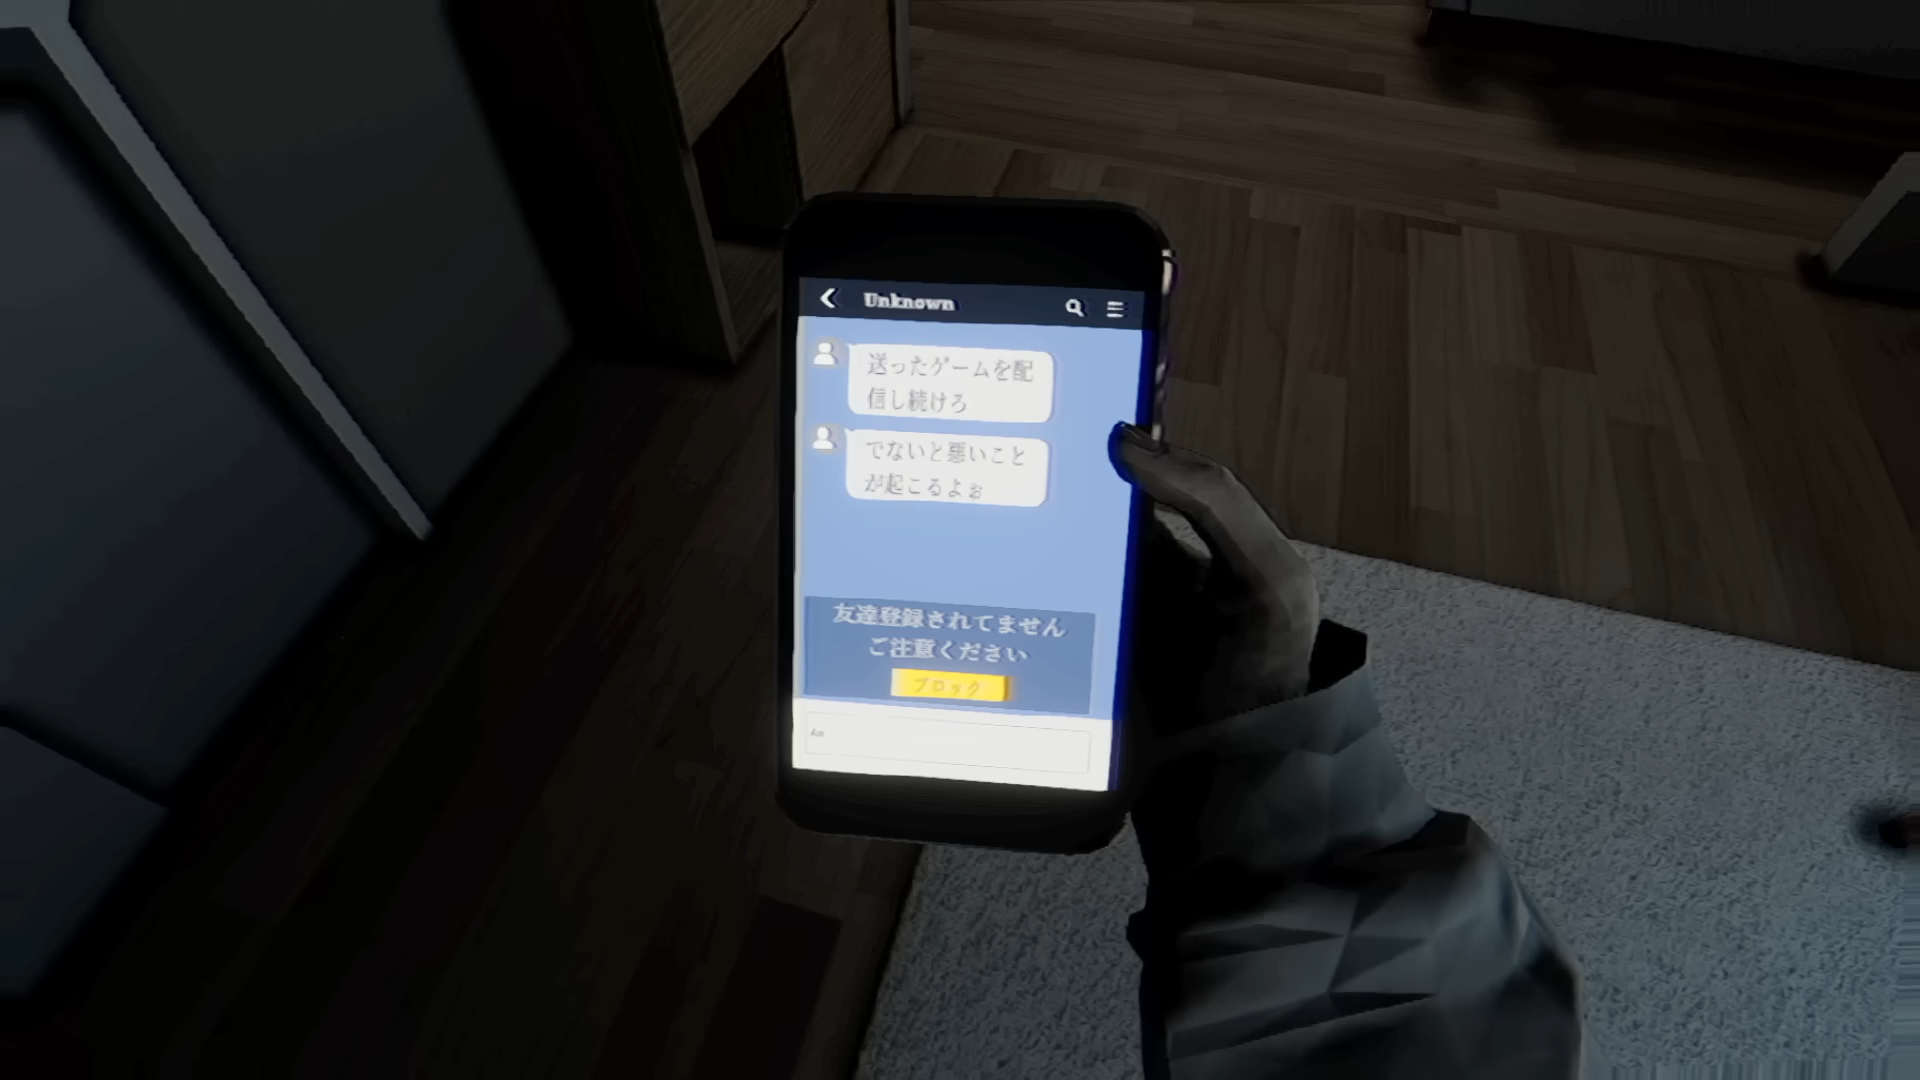 Unknown
送ったゲームを配
信し続けろ
でないと悪いこと
が起こるよぉ
友達登録されてません
ご注意ください
ブロック
Aa